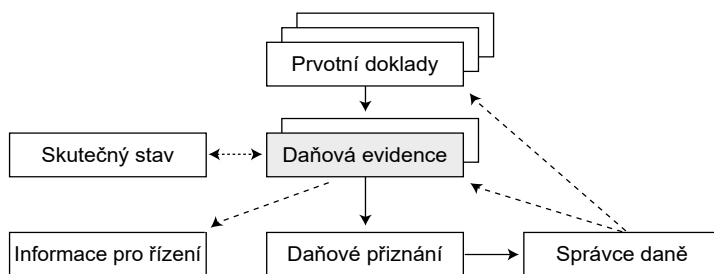 Prvotní doklady
Skutečný stav
Daňová evidence
Informace pro řízení
Daňové přiznání
Správce daně